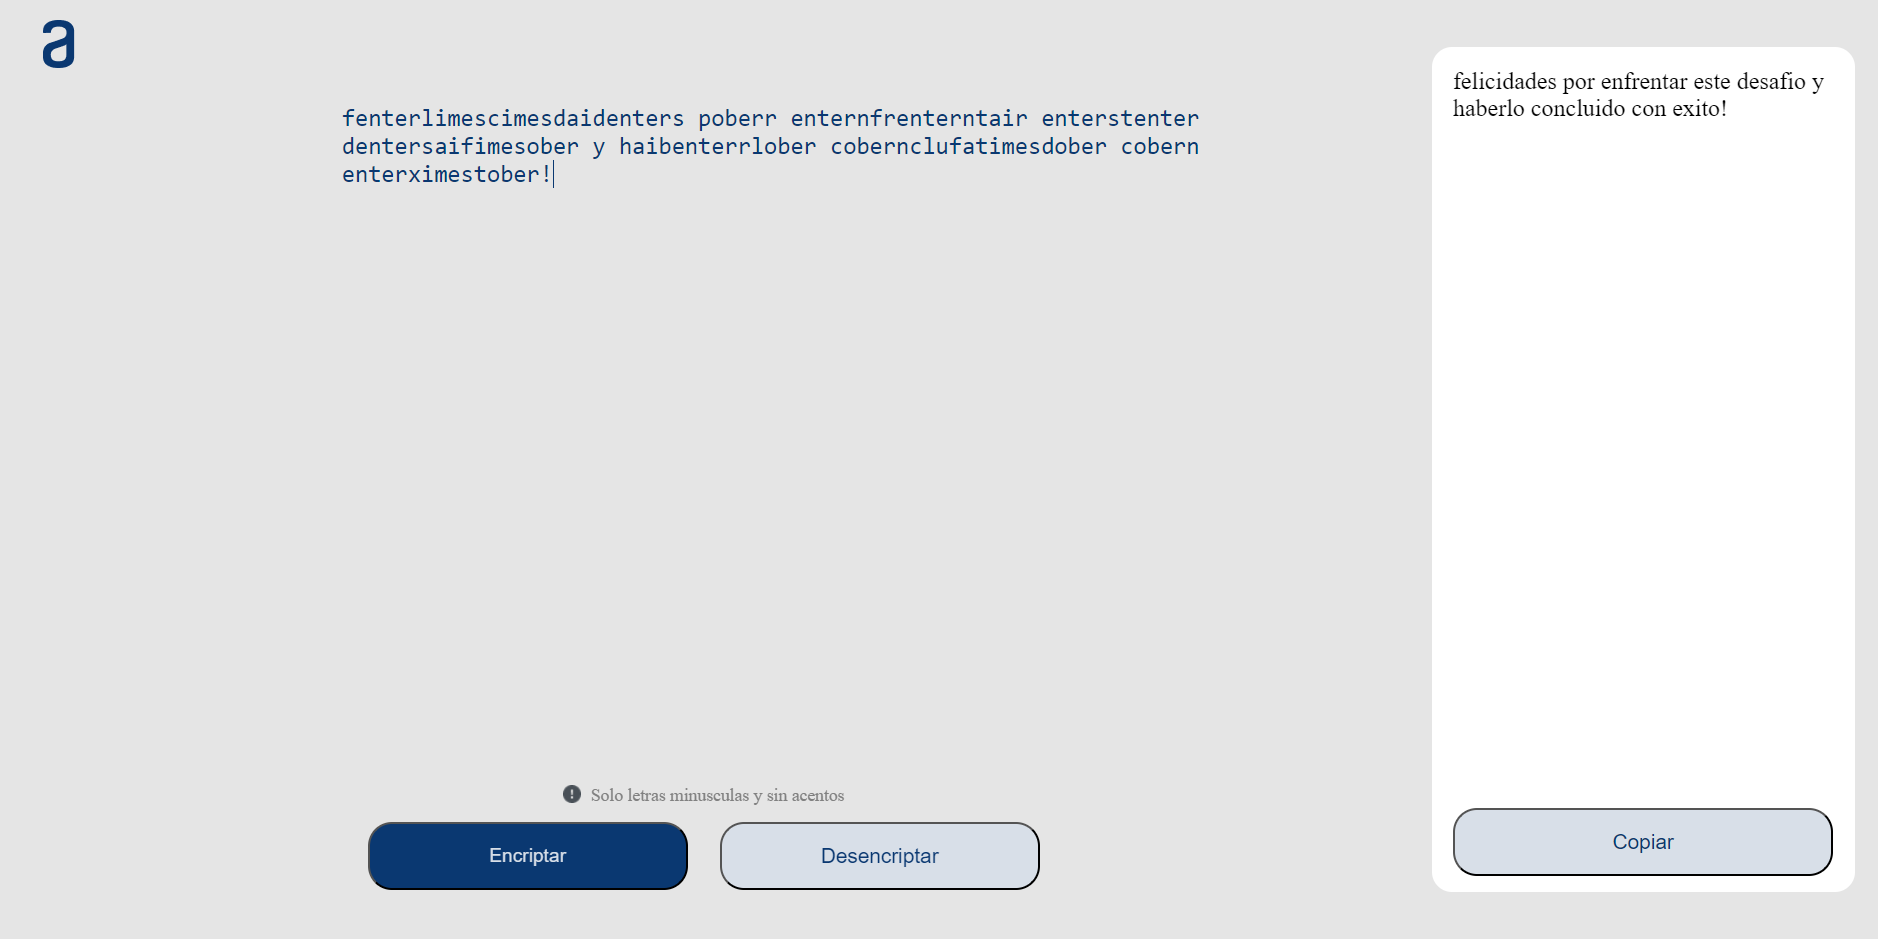 a
fenterlimescimesdaidenters poberr enternfrenterntair enterstenter
dentersaifimesober y haibenterrlober cobernclufatimesdober cobern
enterximestober!
Solo letras minusculas y sin acentos
Encriptar
Desencriptar
felicidades por enfrentar este desafio y
haberlo concluido con exito!
Copiar